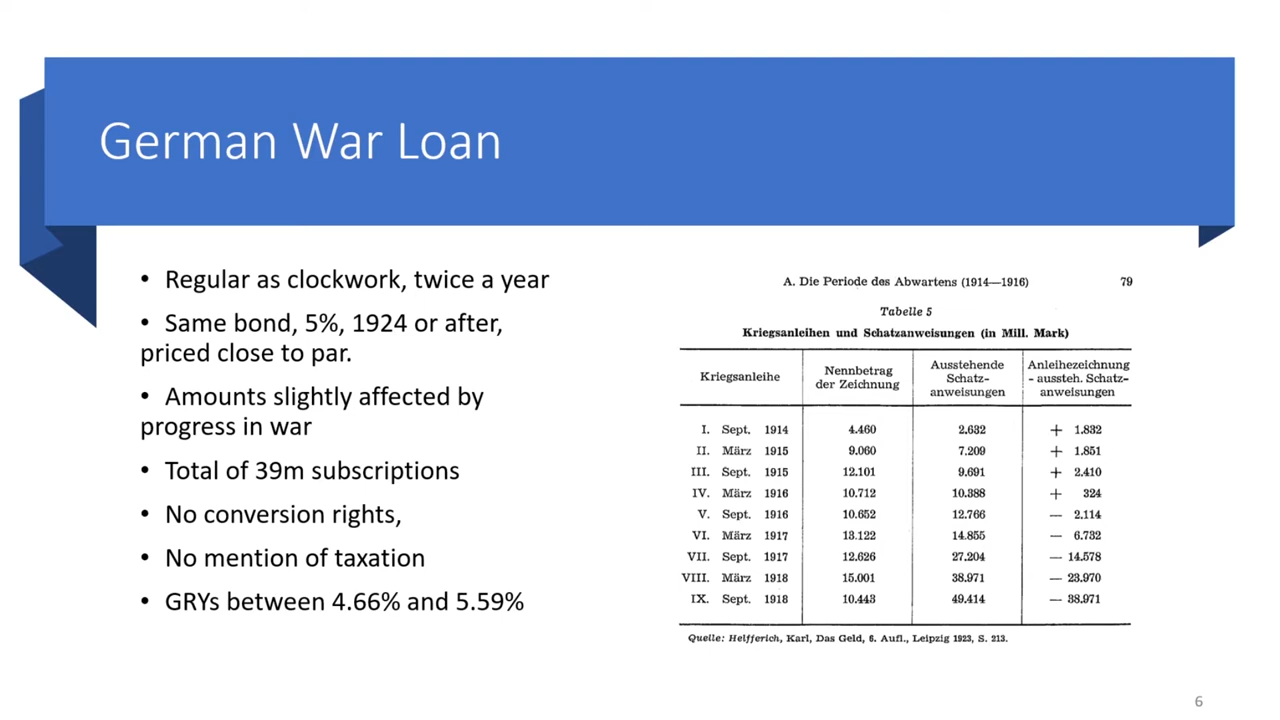 German War Loan
• Regular as clockwork, twice a year
• Same bond, 5%, 1924 or after,
priced close to par.
• Amounts slightly affected by
progress in war
• Total of 39m subscriptions
• No conversion rights,
• No mention of taxation
• GRYs between 4.66% and 5.59%
A. Die Periode des Abwartens (1914—1916) 79
Tabelle 5
Kriegsanleihen und Schatzanweisungen (in Mill. Mark)
Kriegsanleihe
Nennbetrag
der Zeichnung
Ausstehende
Schatz-
anweisungen
Anleihezeichnung
- aussteh. Schatz-
anweisungen
I. Sept. 1914 4.460 2.632 + 1.832
II. März 1915 9.060 7.209 + 1.851
III. Sept. 1915 12.101 9.691 + 2.410
IV. März 1916 10.712 10.388 + 324
V. Sept. 1916 10.652 12.766 — 2.114
VI. März 1917 13.122 14.855 — 6.732
VII. Sept. 1917 12.626 27.204 — 14.578
VIII. März 1918 15.001 38.971 — 23.970
IX. Sept. 1918 10.443 49.414 — 38.971
Quelle: Helfferich, Karl, Das Geld, 6. Aufl., Leipzig 1923, S. 213.
6